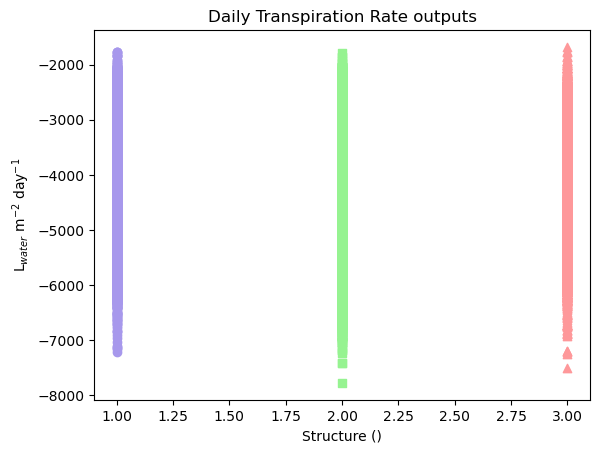 Daily Transpiration Rate outputs
L$_{water}$ m$^{-2}$ day$^{-1}$
−2000
−3000
−4000
−5000
−6000
−7000
−8000
1.00 1.25 1.50 1.75 2.00 2.25 2.50 2.75 3.00
Structure ()